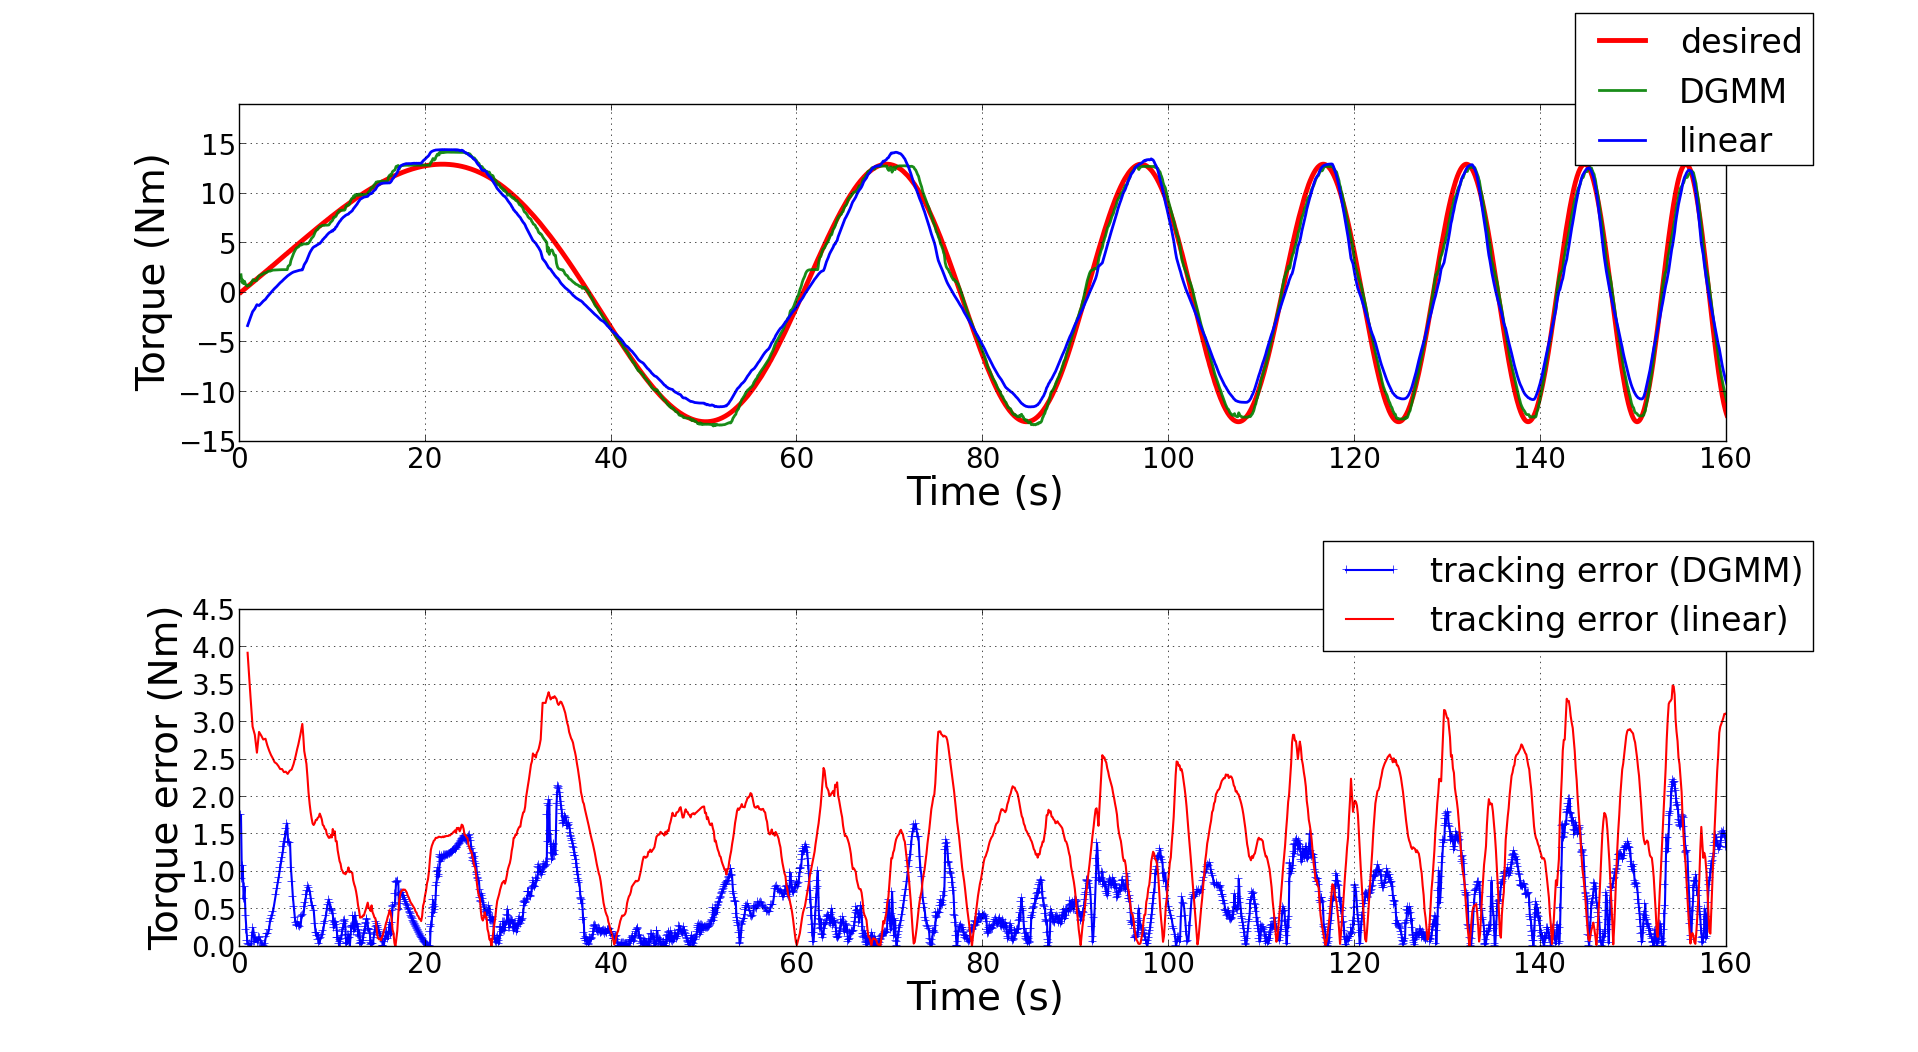 desired
DGMM
linear
Torque (Nm)
15
10
5
0
−5
−10
−15
0 20 40 60 80 100 120 140 160
Time (s)
tracking error (DGMM)
tracking error (linear)
Torque error (Nm)
4.5
4.0
3.5
3.0
2.5
2.0
1.5
1.0
0.5
0.0
0 20 40 60 80 100 120 140 160
Time (s)